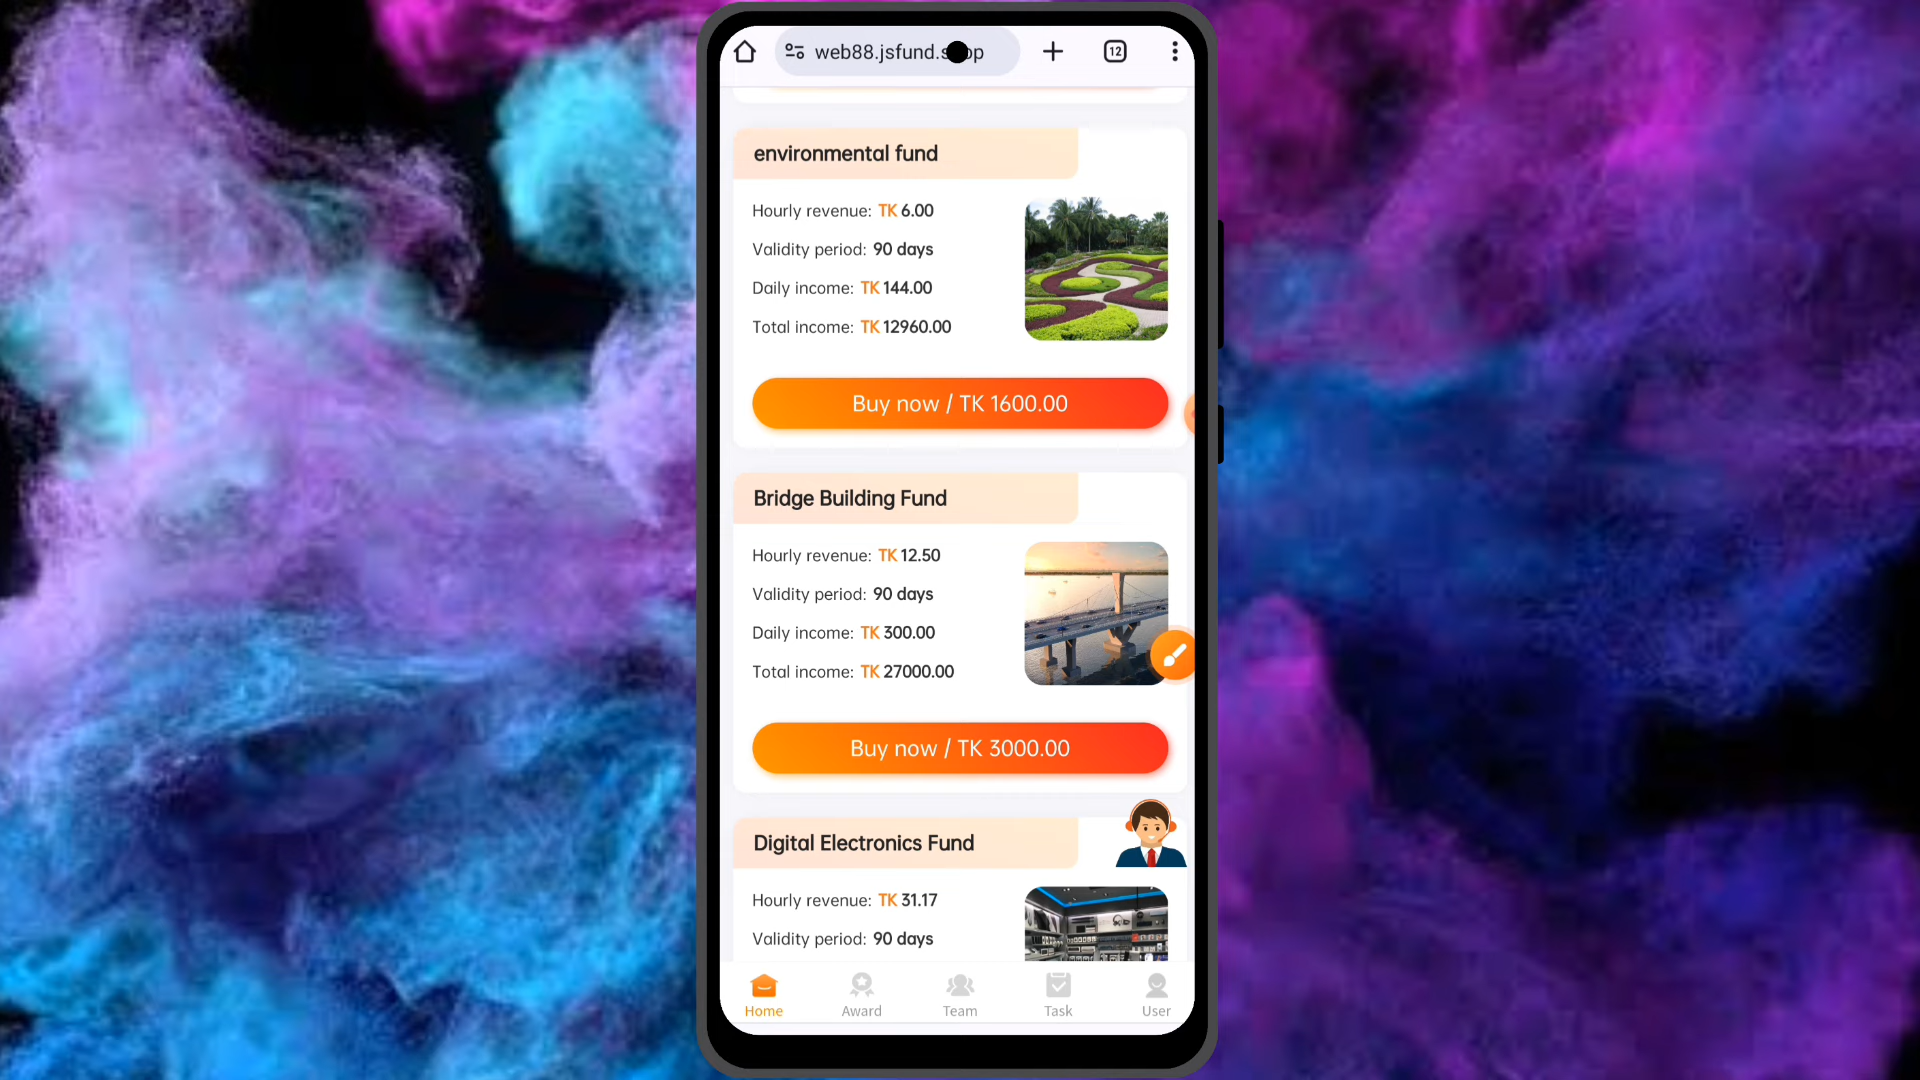 web88.jsfund.s op
12
environmental fund
Hourly revenue: TK 6.00
Validity period: 90 days
Daily income: TK 144.00
Total income: TK 12960.00
Buy now / TK 1600.00
Bridge Building Fund
Hourly revenue: TK 12.50
Validity period: 90 days
Daily income: TK 300.00
Total income: TK 27000.00
Buy now / TK 3000.00
Digital Electronics Fund
Hourly revenue: TK 31.17
Validity period: 90 days
Home Award Team Task User